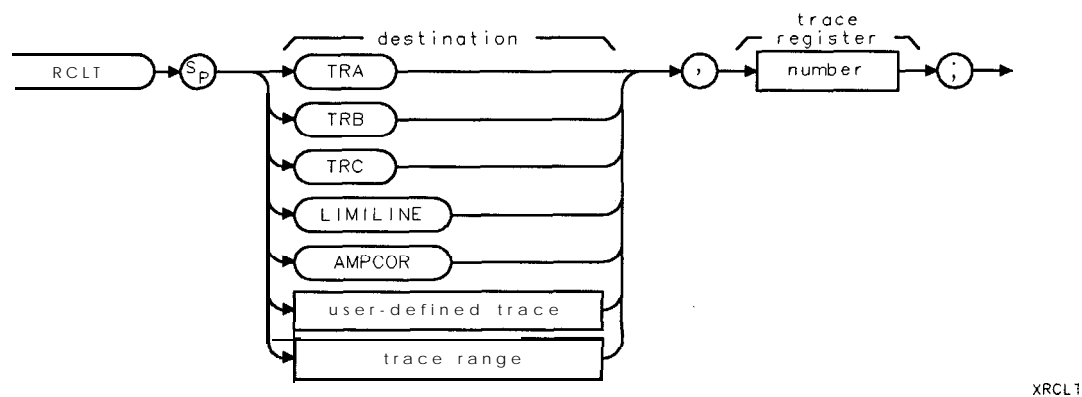 trace
destination
register
RCLT
SP
TRA
,
number
;
TRB
TRC
LIMILINE
AMPCOR
user-defined trace
trace range
XRCLT